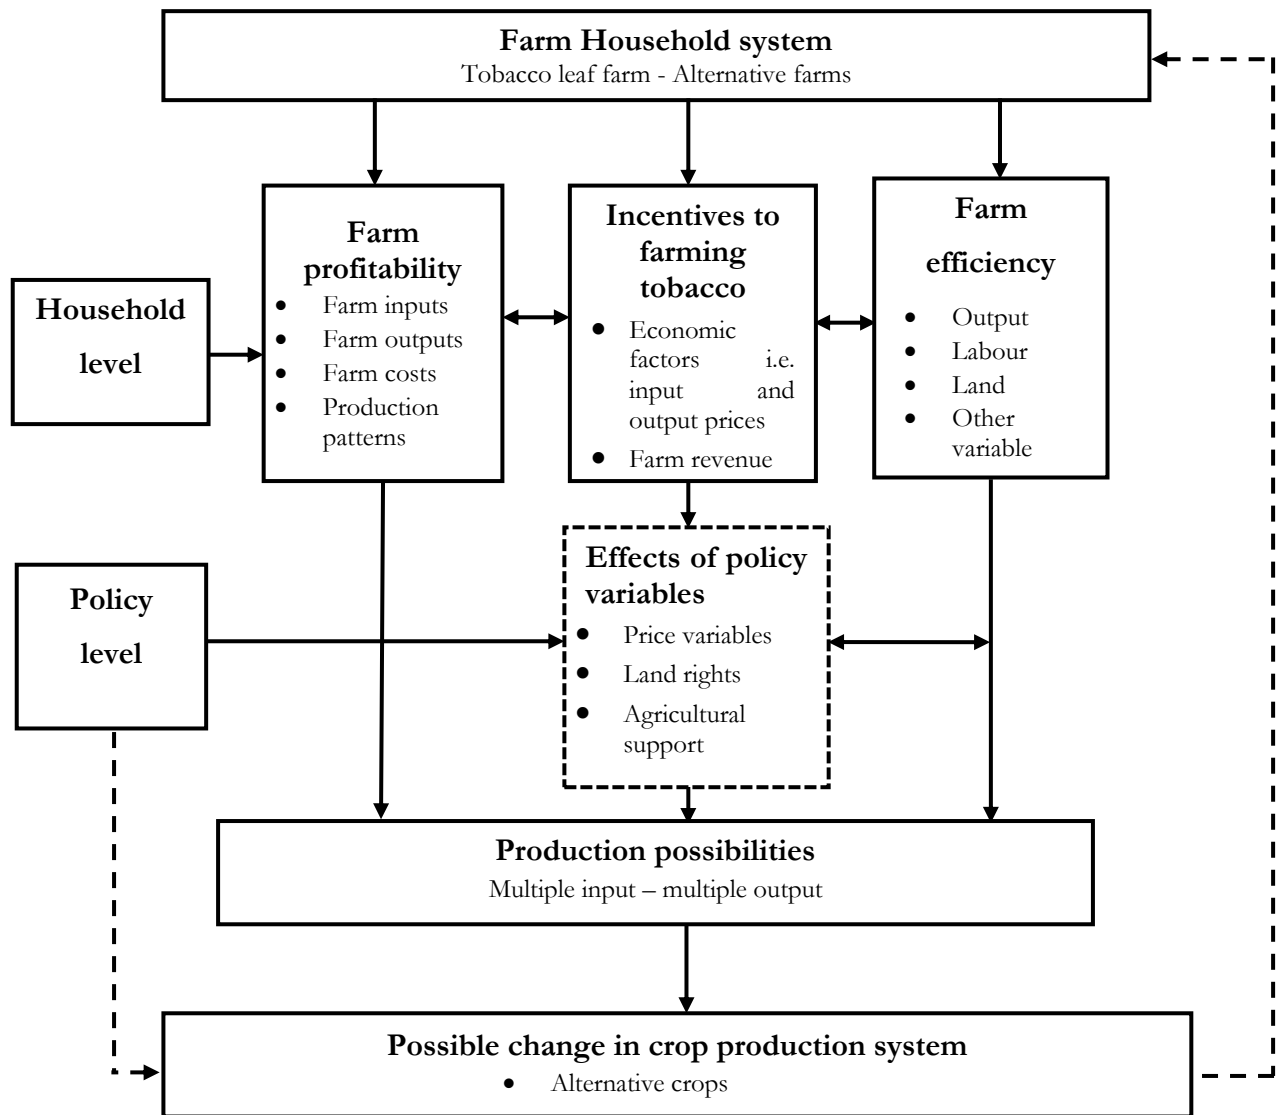 Farm Household system
Tobacco leaf farm - Alternative farms
Farm
profitability
• Farm inputs
• Farm outputs
• Farm costs
• Production
patterns
Incentives to
farming
tobacco
• Economic
factors i.e.
input and
output prices
• Farm revenue
Farm
efficiency
• Output
• Labour
• Land
• Other
variable
Household
level
Policy
level
Effects of policy
variables
• Price variables
• Land rights
• Agricultural
support
Production possibilities
Multiple input – multiple output
Possible change in crop production system
• Alternative crops